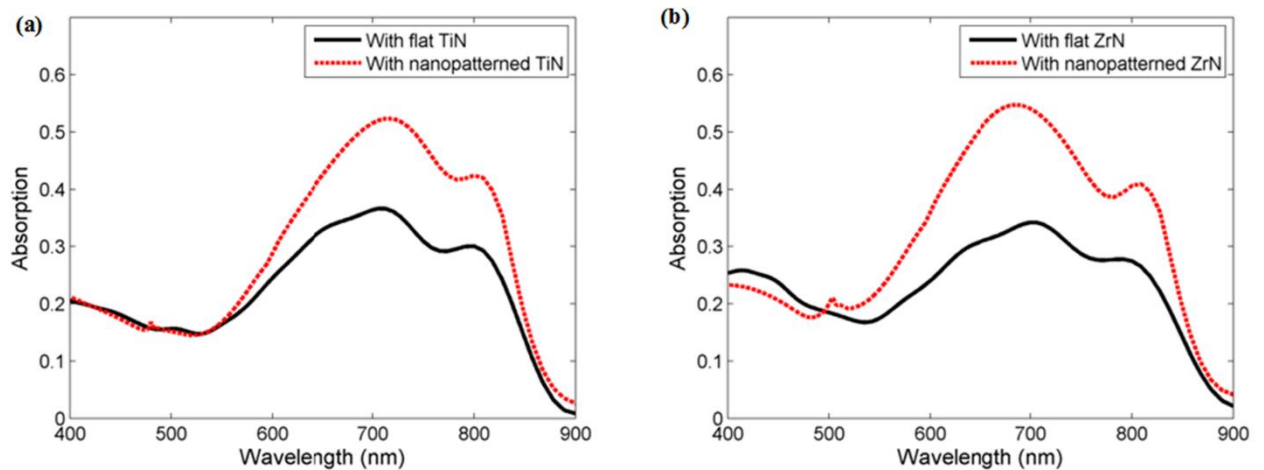 (a)
With flat TiN
With nanopatterned TiN
0.6
0.5
0.4
0.3
0.2
0.1
0
Absorption
400 500 600 700 800 900
Wavelength (nm)
(b)
With flat ZrN
With nanopatterned ZrN
0.6
0.5
0.4
0.3
0.2
0.1
0
Absorption
400 500 600 700 800 900
Wavelength (nm)